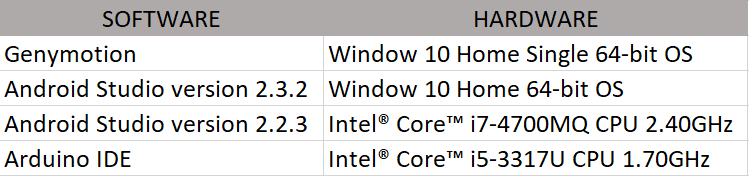 SOFTWARE HARDWARE
Genymotion Window 10 Home Single 64-bit OS
Android Studio version 2.3.2 Window 10 Home 64-bit OS
Android Studio version 2.2.3 Intel® Core™ i7-4700MQ CPU 2.40GHz
Arduino IDE Intel® Core™ i5-3317U CPU 1.70GHz